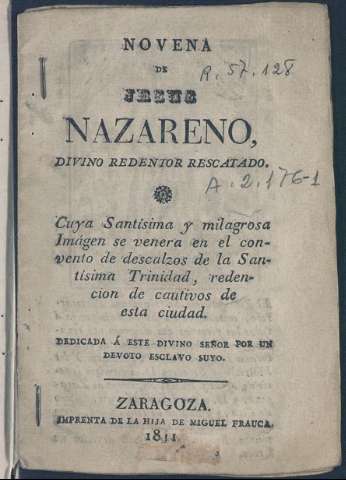 NOVENA
DE
R. 57.128
JESUS
NAZARENO,
DIVINO REDENTOR RESCATADO.
A. 2.176-1
Cuya Santísima y milagrosa
Imágen se venera en el con-
vento de descalzos de la San-
tísima Trinidad, reden-
cion de cautivos de
esta ciudad.
DEDICADA Á ESTE DIVINO SEÑOR POR UN
DEVOTO ESCLAVO SUYO.
ZARAGOZA.
IMPRENTA DE LA HIJA DE MIGUEL FRAUCA.
1811